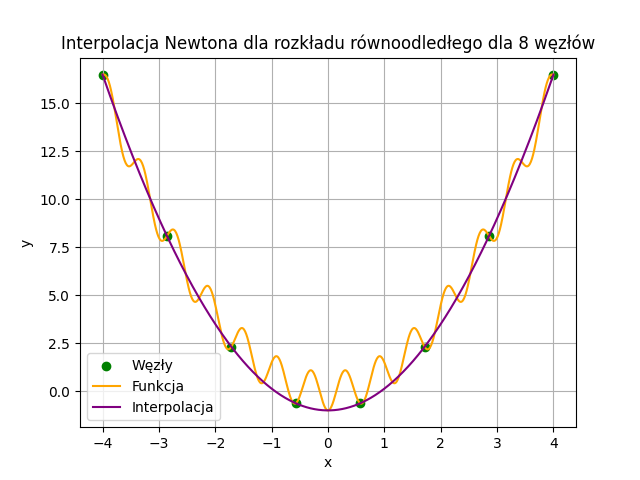 Interpolacja Newtona dla rozkładu równoodledłego dla 8 węzłów
y
15.0
12.5
10.0
7.5
5.0
2.5
0.0
Węzły
Funkcja
Interpolacja
−4 −3 −2 −1 0 1 2 3 4
x